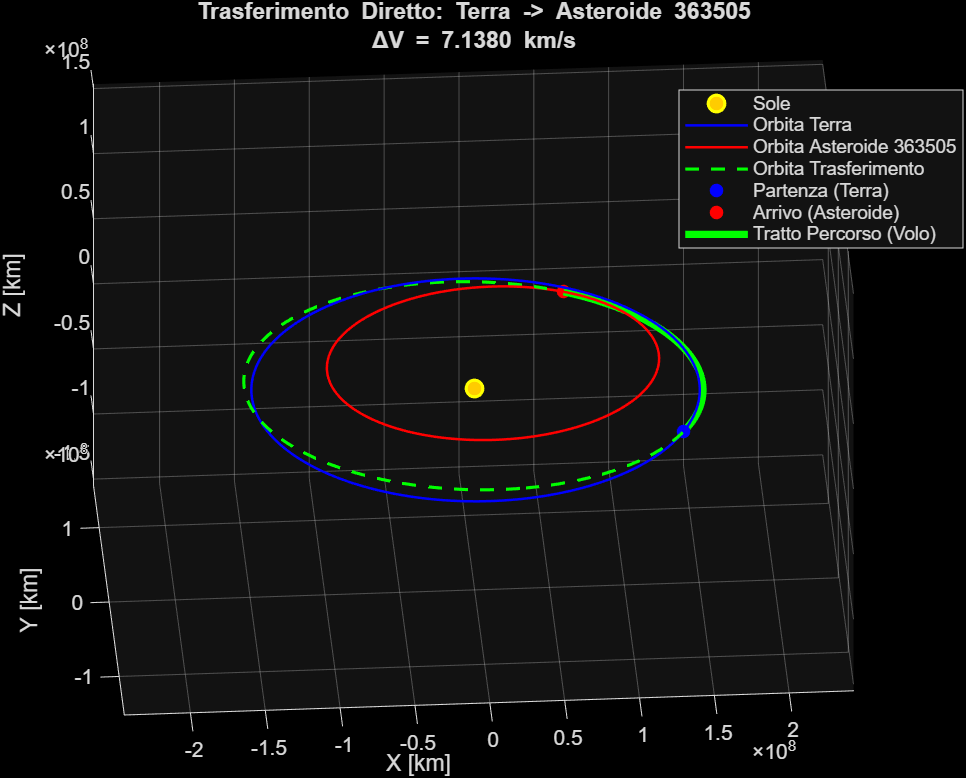 Trasferimento Diretto: Terra -> Asteroide 363505
ΔV = 7.1380 km/s
×10⁸
1.5
1
0.5
0
-0.5
-1
Z [km]
Sole
Orbita Terra
Orbita Asteroide 363505
Orbita Trasferimento
Partenza (Terra)
Arrivo (Asteroide)
Tratto Percorso (Volo)
×10⁸
1
0
-1
Y [km]
-2
-1.5
-1
-0.5
0
0.5
1
1.5
2
×10⁸
X [km]